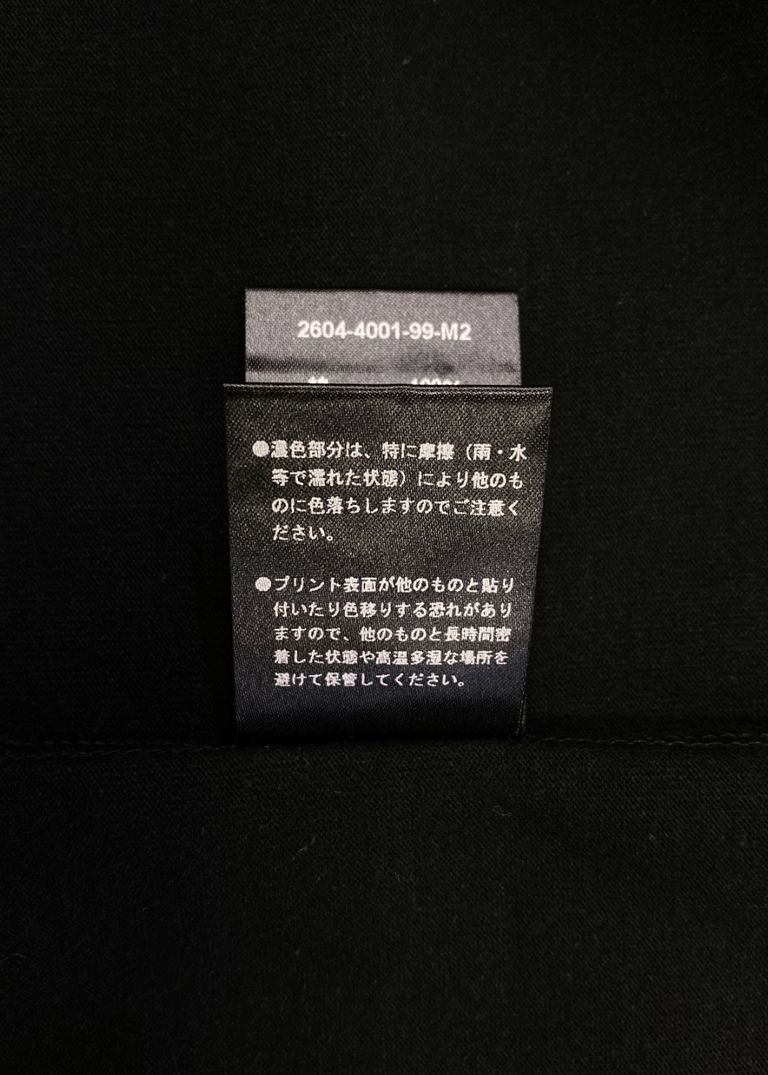 2604-4001-99-M2
●濃色部分は、特に摩擦（雨・水
等で濡れた状態）により他のも
のに色落ちしますのでご注意く
ださい。
●プリント表面が他のものと貼り
付いたり色移りする恐れがあり
ますので、他のものと長時間密
着した状態や高温多湿な場所を
避けて保管してください。